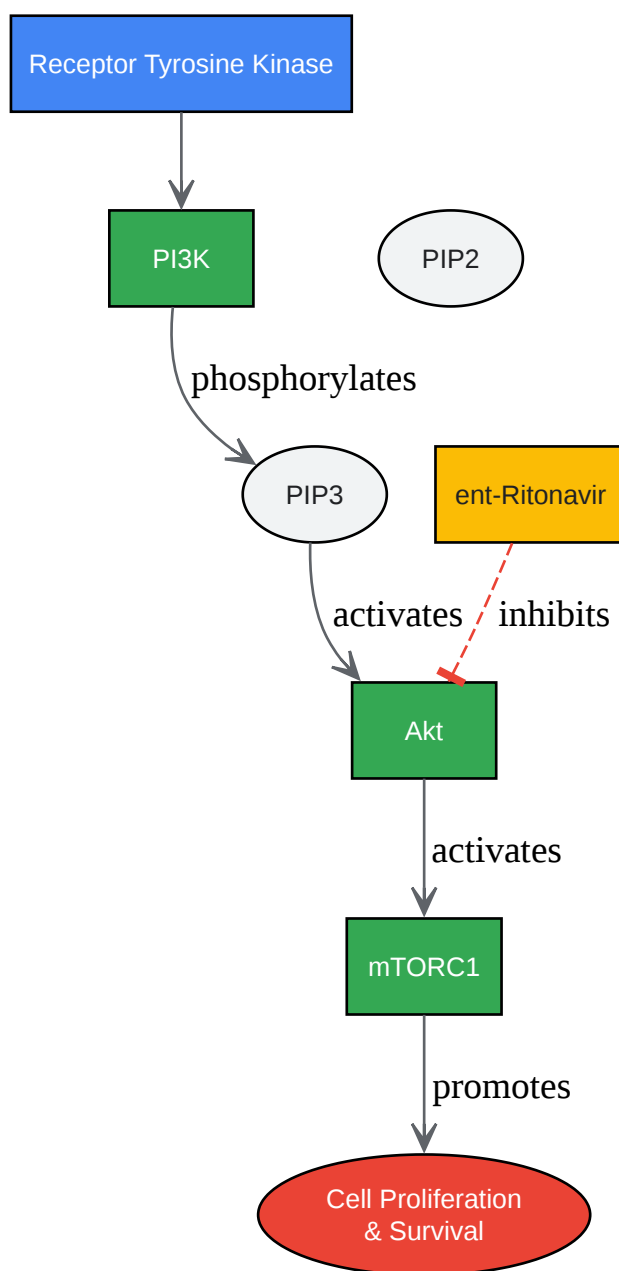 Receptor Tyrosine Kinase
PI3K
PIP2
phosphorylates
PIP3
ent-Ritonavir
activates
inhibits
Akt
activates
mTORC1
promotes
Cell Proliferation
& Survival